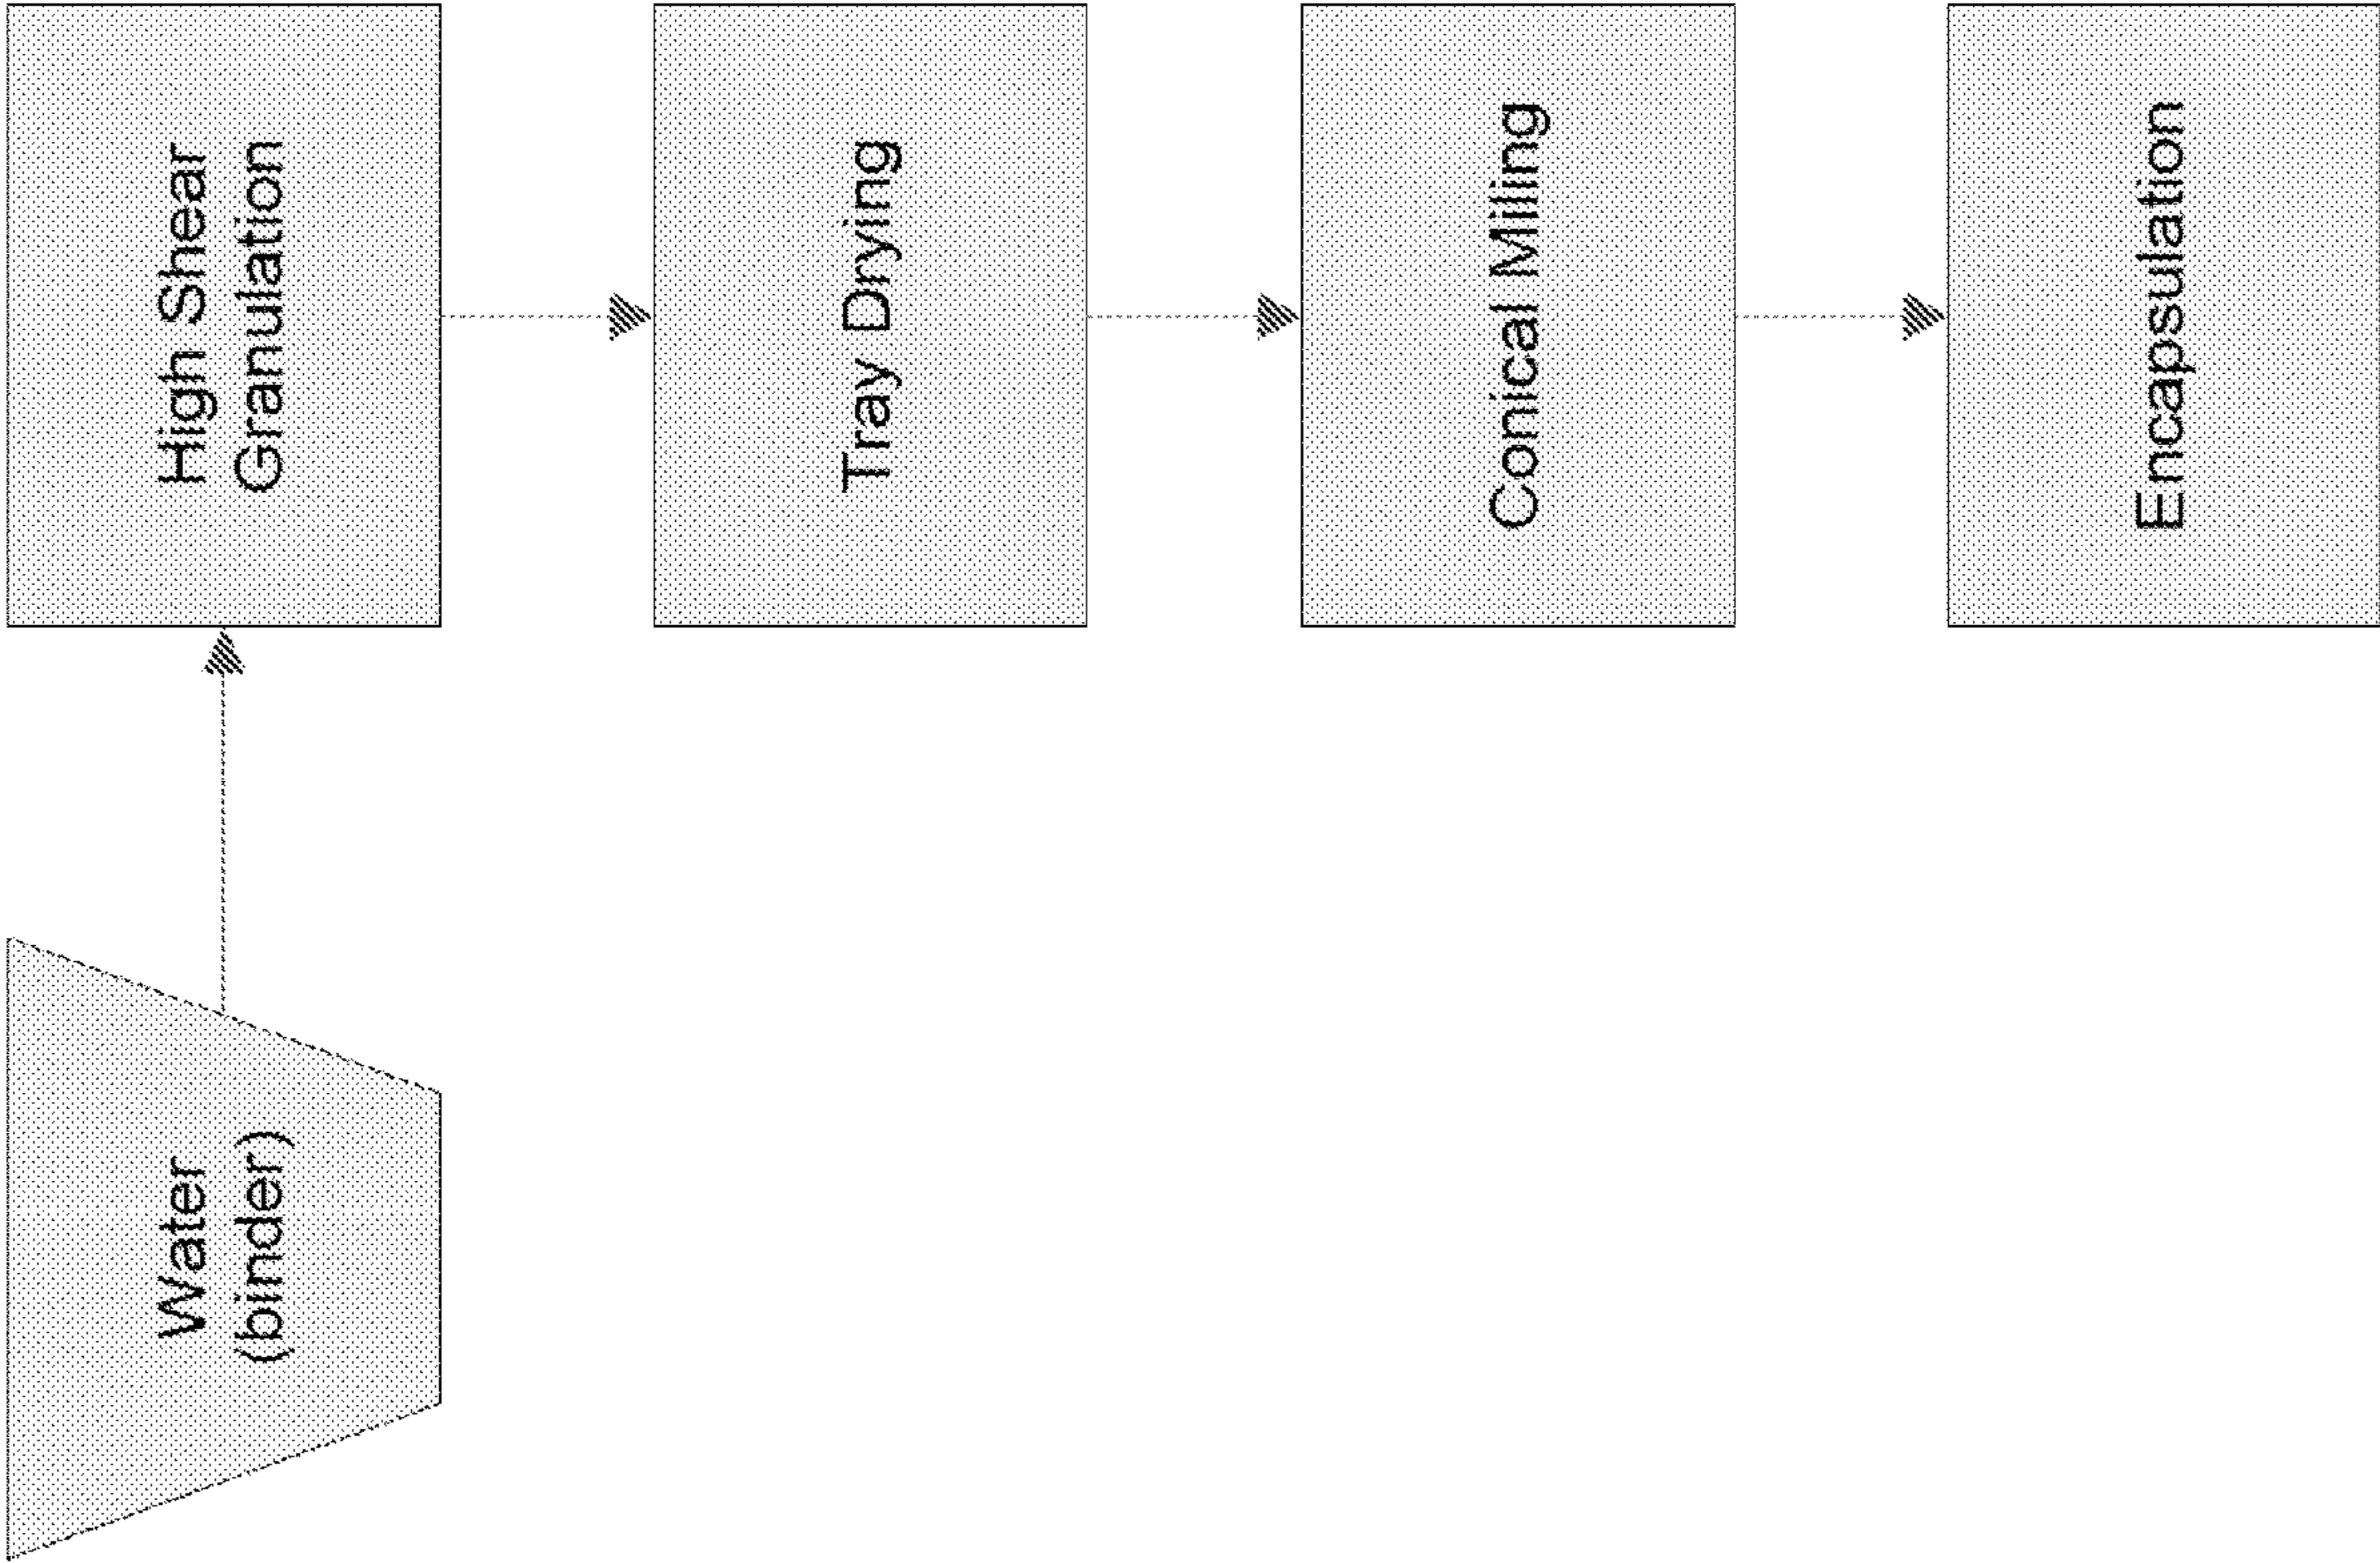 Water
(binder)
High Shear
Granulation
Tray Drying
Conical Milling
Encapsulation